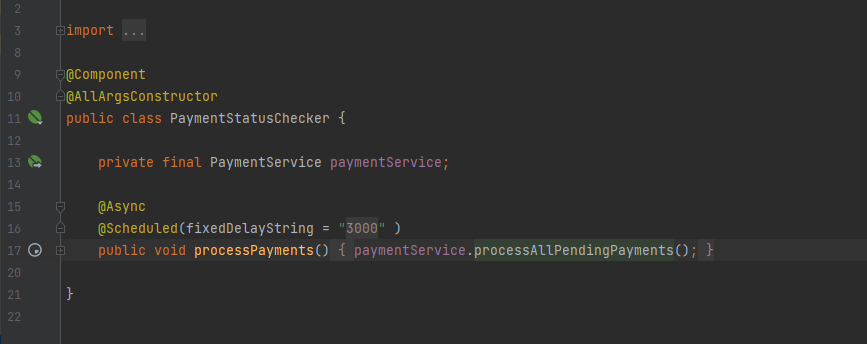 2
3 import ...
8
9 @Component
10 @AllArgsConstructor
11 public class PaymentStatusChecker {
12
13 private final PaymentService paymentService;
14
15 @Async
16 @Scheduled(fixedDelayString = "3000" )
17 public void processPayments() { paymentService.processAllPendingPayments(); }
20
21 }
22